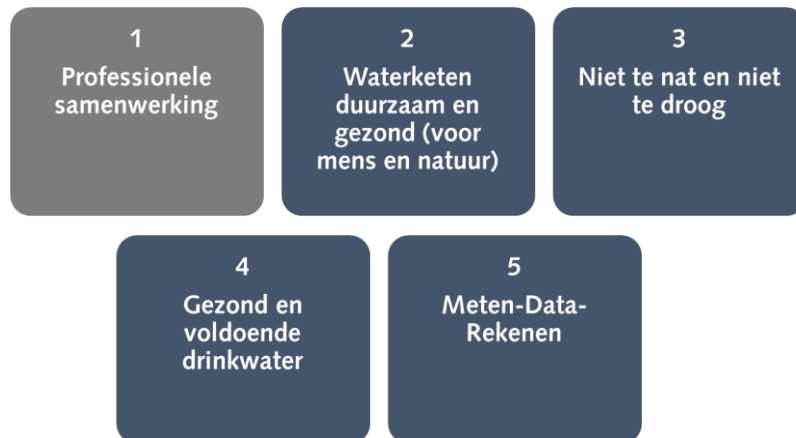 1
Professionele
samenwerking
2
Waterketen
duurzaam en
gezond (voor
mens en natuur)
3
Niet te nat en niet
te droog
4
Gezond en
voldoende
drinkwater
5
Meten-Data-
Rekenen